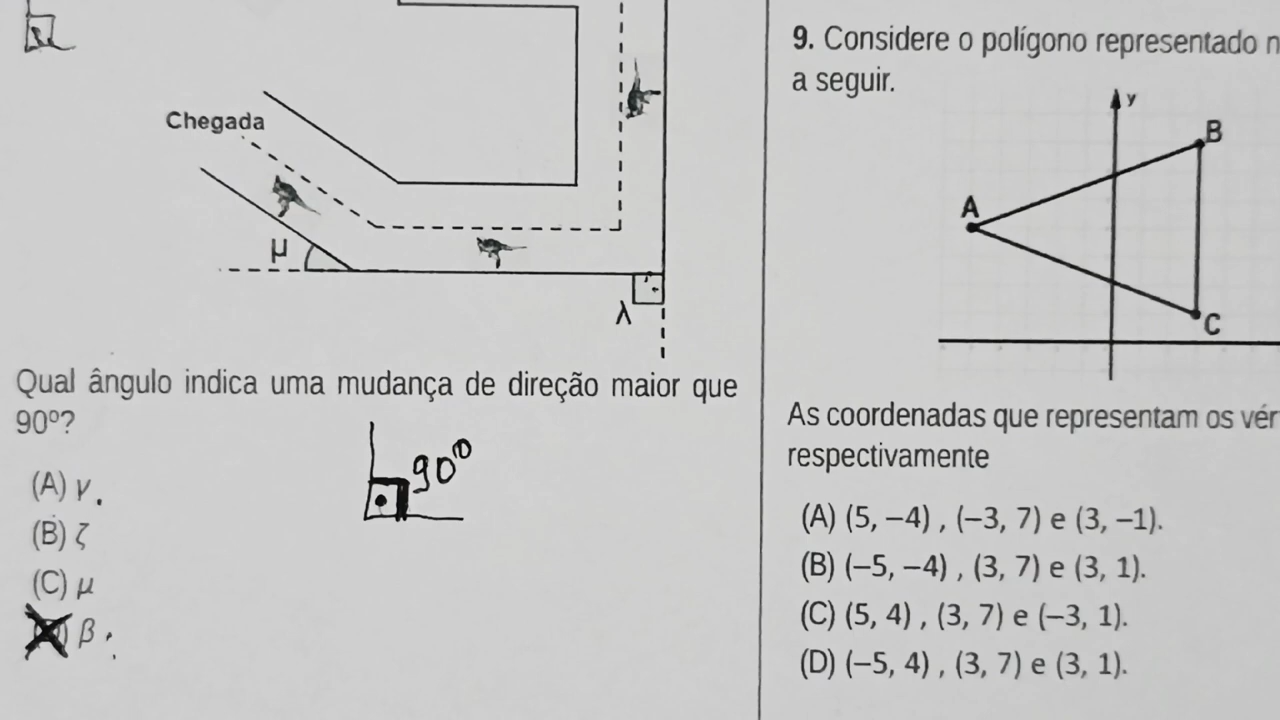 Chegada
μ
λ
Qual ângulo indica uma mudança de direção maior que
90º?
90º
(A) γ
(B) ζ
(C) μ
β
9. Considere o polígono representado n
a seguir.
y
B
A
C
As coordenadas que representam os vér
respectivamente
(A) (5, −4) , (−3, 7) e (3, −1).
(B) (−5, −4) , (3, 7) e (3, 1).
(C) (5, 4) , (3, 7) e (−3, 1).
(D) (−5, 4) , (3, 7) e (3, 1).